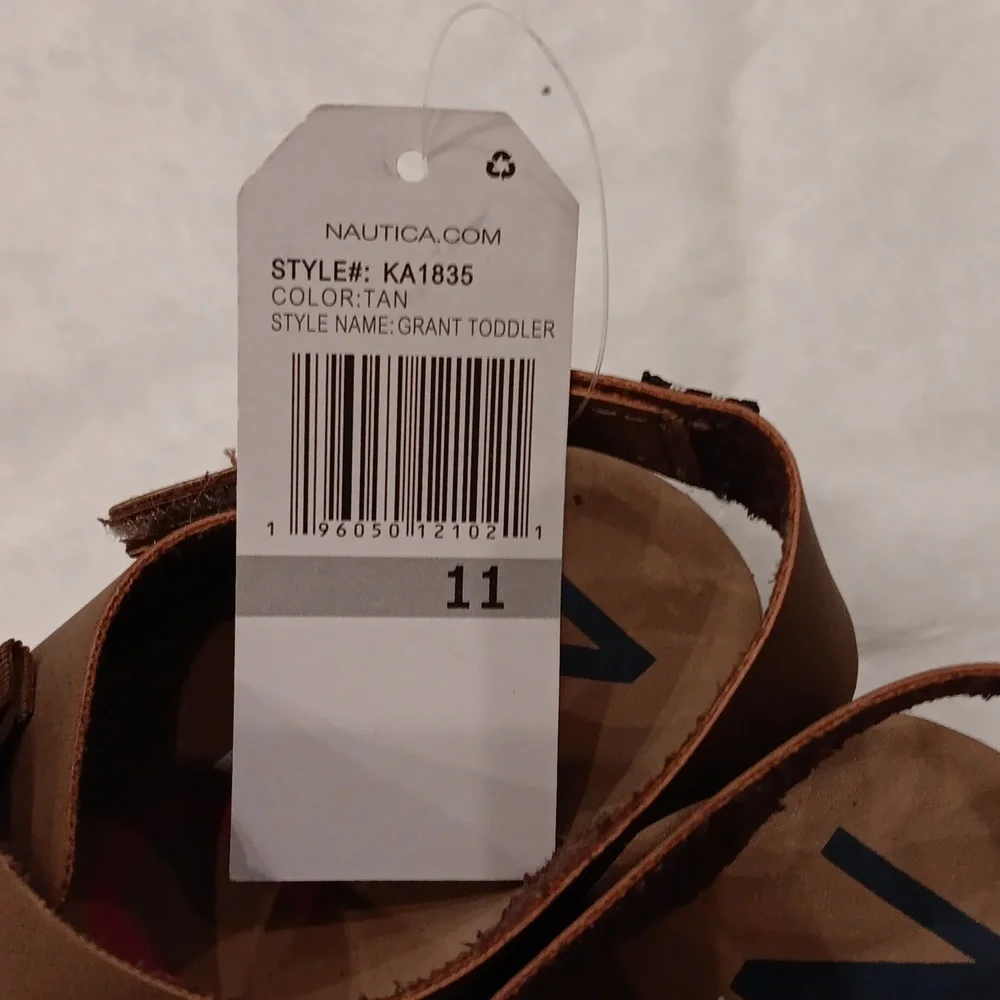 NAUTICA.COM
STYLE#: KA1835
COLOR:TAN
STYLE NAME:GRANT TODDLER
1 96050 12102 1
11